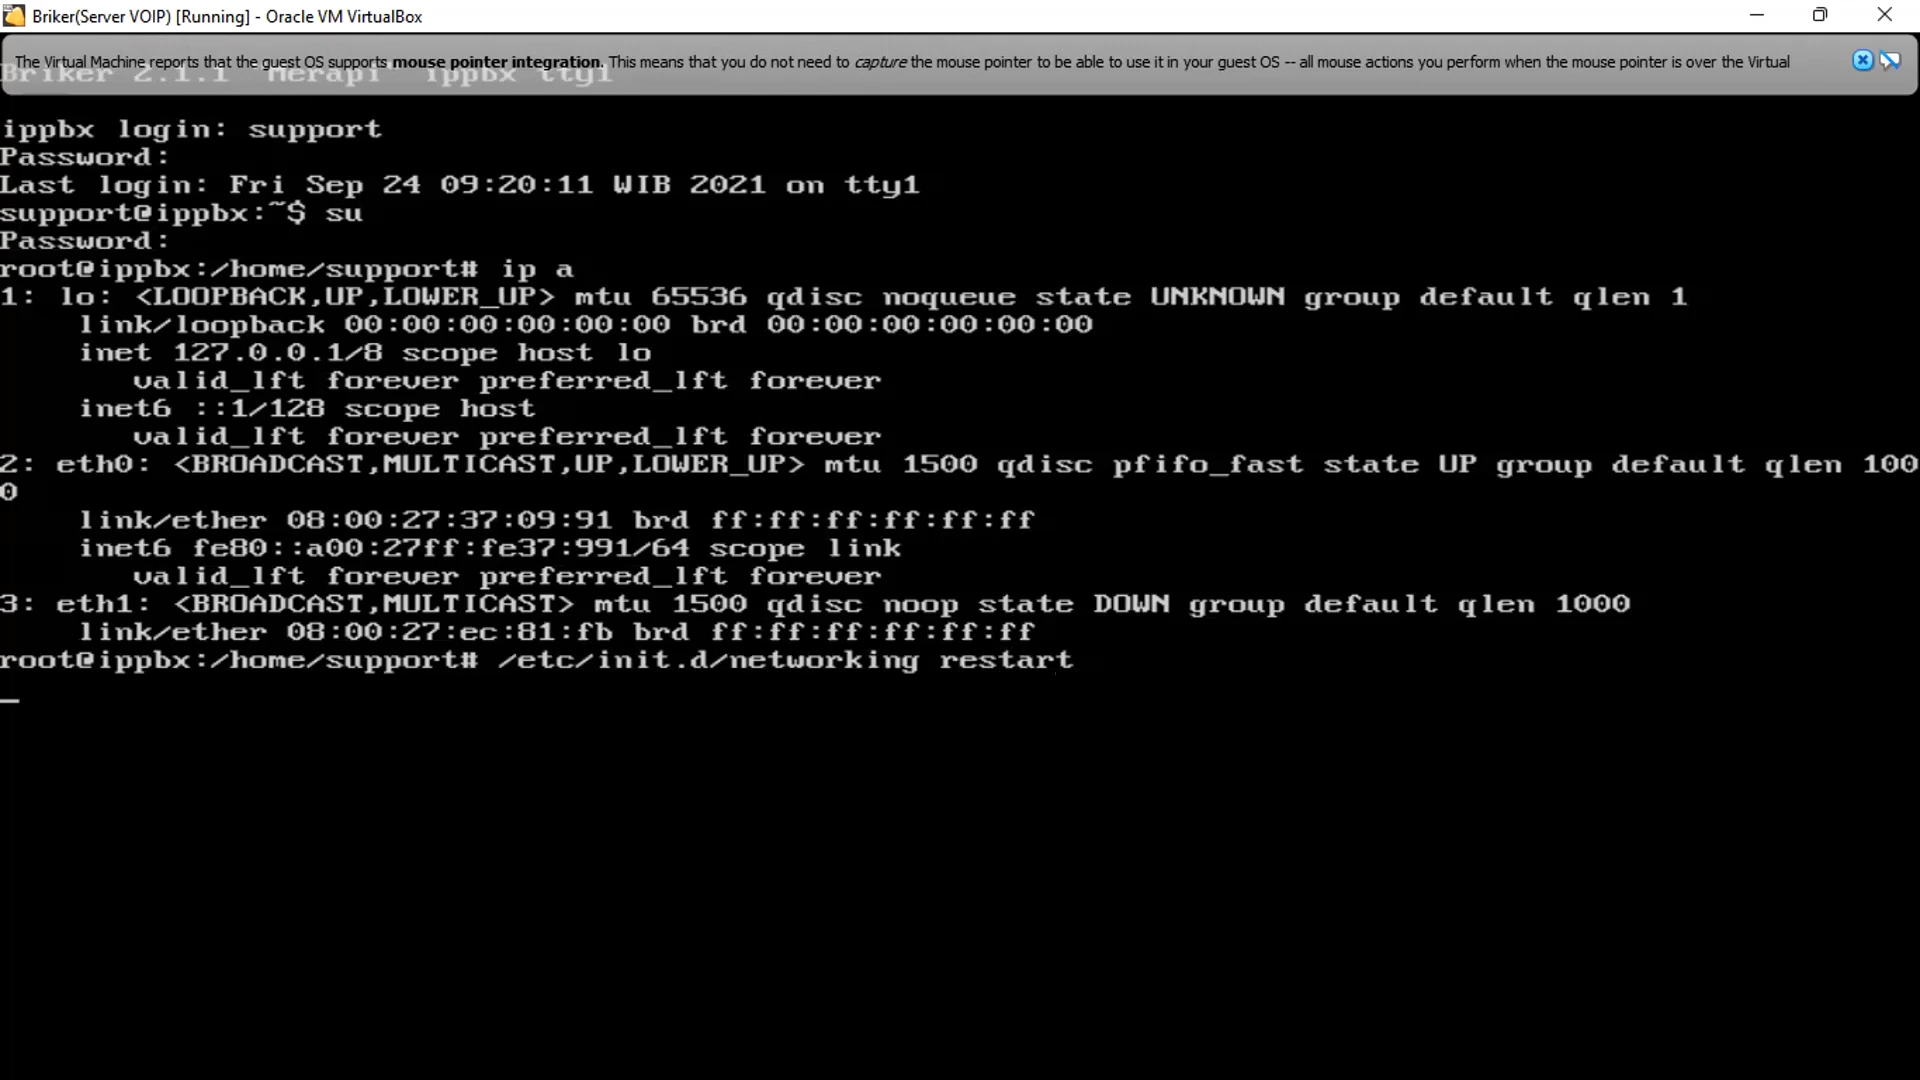 Briker(Server VOIP) [Running] - Oracle VM VirtualBox
The Virtual Machine reports that the guest OS supports mouse pointer integration. This means that you do not need to capture the mouse pointer to be able to use it in your guest OS -- all mouse actions you perform when the mouse pointer is over the Virtual
Briker 2.1.1 Merapi ippbx tty1
ippbx login: support
Password:
Last login: Fri Sep 24 09:20:11 WIB 2021 on tty1
support@ippbx:~$ su
Password:
root@ippbx:/home/support# ip a
1: lo: <LOOPBACK,UP,LOWER_UP> mtu 65536 qdisc noqueue state UNKNOWN group default qlen 1
link/loopback 00:00:00:00:00:00 brd 00:00:00:00:00:00
inet 127.0.0.1/8 scope host lo
valid_lft forever preferred_lft forever
inet6 ::1/128 scope host
valid_lft forever preferred_lft forever
2: eth0: <BROADCAST,MULTICAST,UP,LOWER_UP> mtu 1500 qdisc pfifo_fast state UP group default qlen 100
0
link/ether 08:00:27:37:09:91 brd ff:ff:ff:ff:ff:ff
inet6 fe80::a00:27ff:fe37:991/64 scope link
valid_lft forever preferred_lft forever
3: eth1: <BROADCAST,MULTICAST> mtu 1500 qdisc noop state DOWN group default qlen 1000
link/ether 08:00:27:ec:81:fb brd ff:ff:ff:ff:ff:ff
root@ippbx:/home/support# /etc/init.d/networking restart